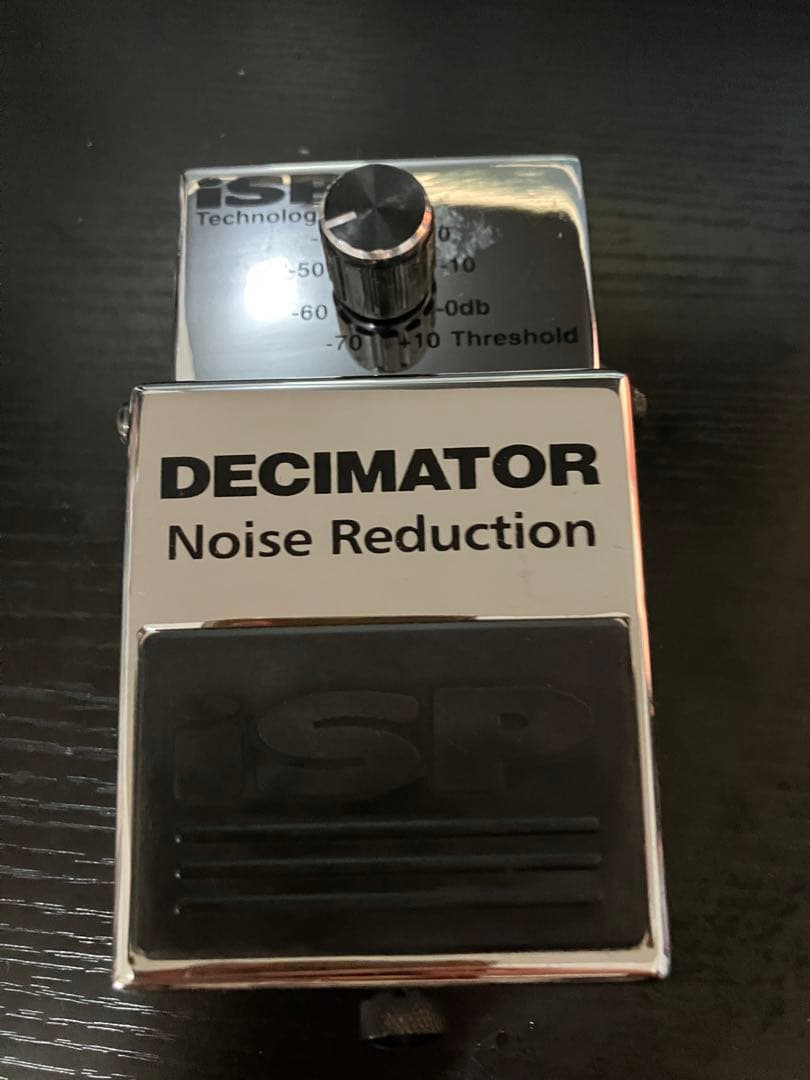 iSP
Technolog
-50
-10
-60
-0db
-70
+10 Threshold
DECIMATOR
Noise Reduction
iSP